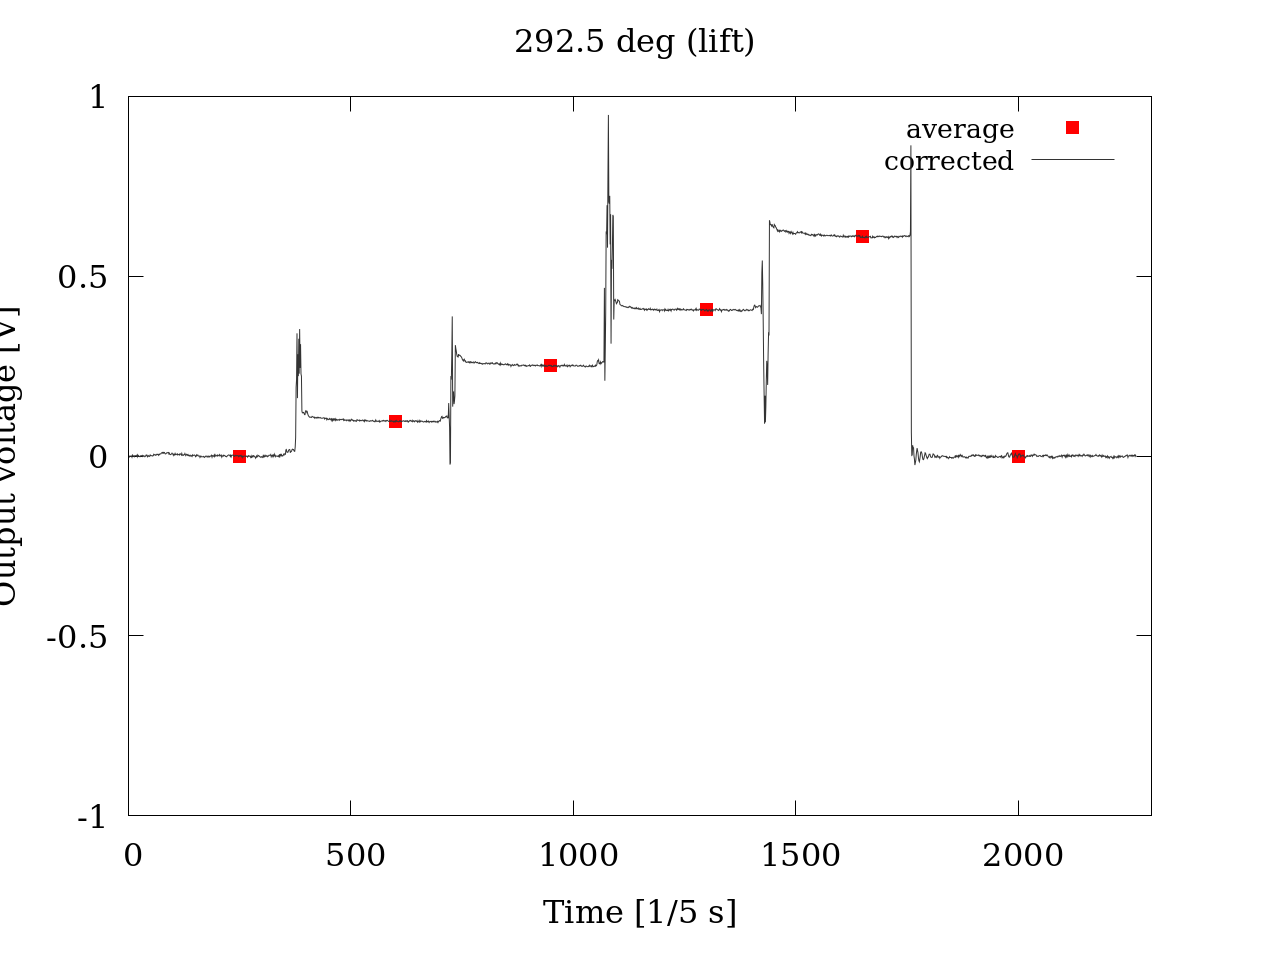 292.5 deg (lift)
average
corrected
1
0.5
0
-0.5
-1
Output voltage [V]
0 500 1000 1500 2000
Time [1/5 s]